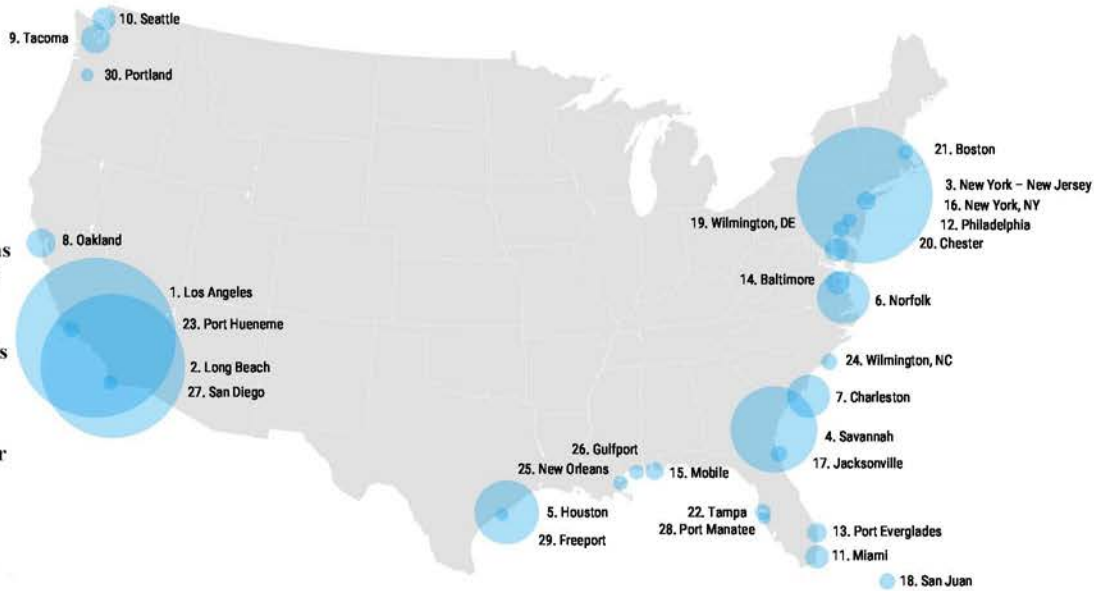 10. Seattle
9. Tacoma
30. Portland
8. Oakland
1. Los Angeles
23. Port Hueneme
2. Long Beach
27. San Diego
21. Boston
3. New York – New Jersey
16. New York, NY
19. Wilmington, DE
12. Philadelphia
20. Chester
14. Baltimore
6. Norfolk
24. Wilmington, NC
7. Charleston
4. Savannah
17. Jacksonville
26. Gulfport
25. New Orleans
15. Mobile
5. Houston
29. Freeport
22. Tampa
28. Port Manatee
13. Port Everglades
11. Miami
18. San Juan